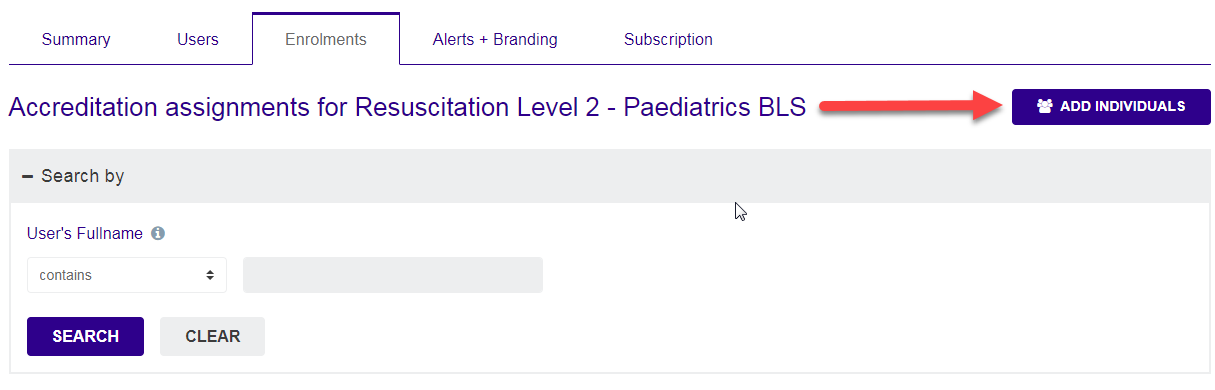 Summary Users Enrolments Alerts + Branding Subscription
Accreditation assignments for Resuscitation Level 2 - Paediatrics BLS ADD INDIVIDUALS
Search by
User's Fullname
contains
SEARCH CLEAR